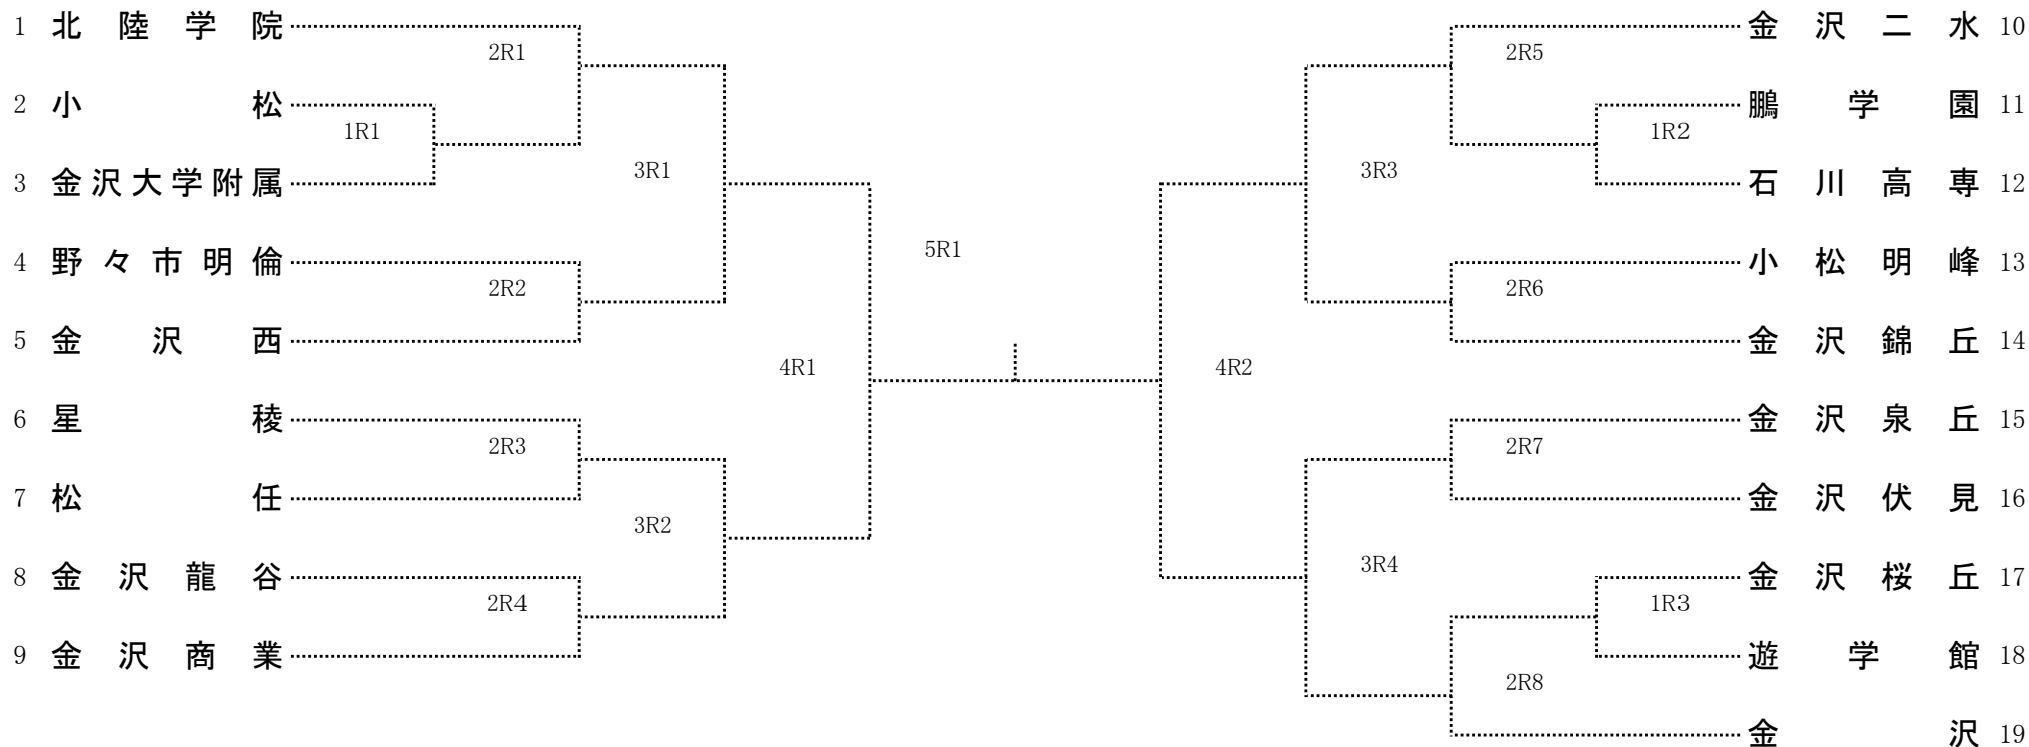 1 北陸学院
2R1
2 小松
1R1
3 金沢大学附属
3R1
4 野々市明倫
2R2
5 金沢西
4R1
6 星稜
2R3
7 松任
3R2
8 金沢龍谷
2R4
9 金沢商業
5R1
金沢二水 10
2R5
鵬学園 11
1R2
石川高専 12
3R3
小松明峰 13
2R6
金沢錦丘 14
4R2
金沢泉丘 15
2R7
金沢伏見 16
3R4
金沢桜丘 17
1R3
遊学館 18
2R8
金沢 19